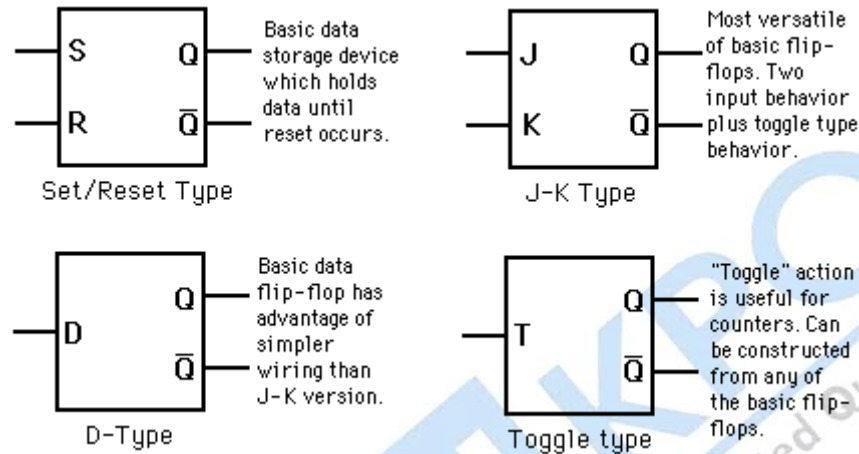 S
Q
R
Q̅
Set/Reset Type
Basic data
storage device
which holds
data until
reset occurs.
J
Q
K
Q̅
J-K Type
Most versatile
of basic flip-
flops. Two
input behavior
plus toggle type
behavior.
D
Q
Q̅
D-Type
Basic data
flip-flop has
advantage of
simpler
wiring than
J-K version.
T
Q
Q̅
Toggle type
"Toggle" action
is useful for
counters. Can
be constructed
from any of
the basic flip-
flops.